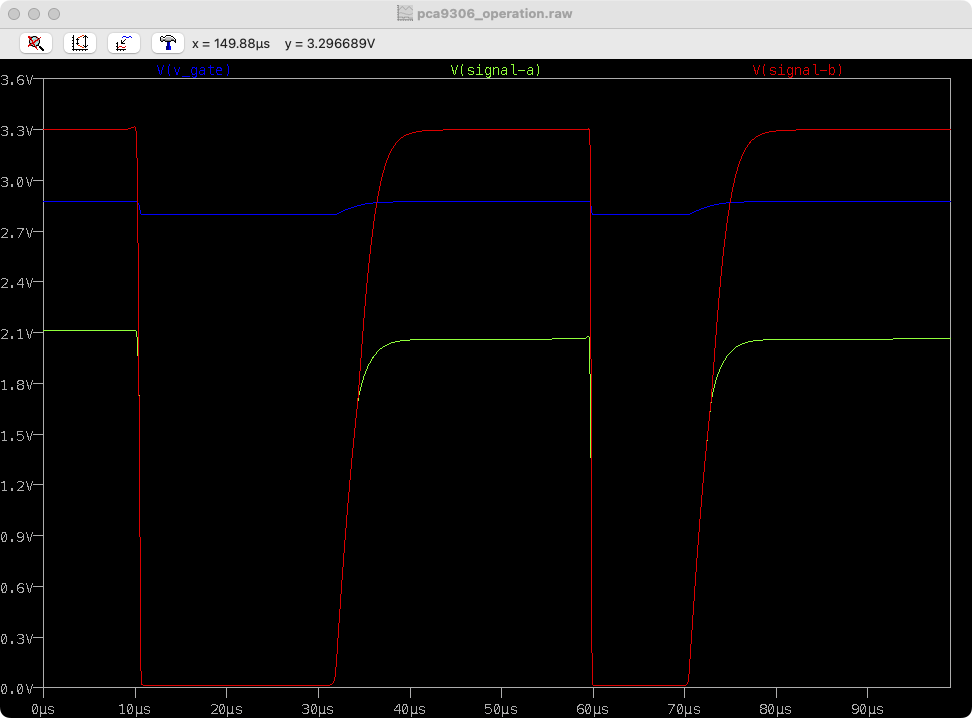 pca9306_operation.raw
x = 149.88µs y = 3.296689V
V(v_gate) V(signal-a) V(signal-b)
3.6V
3.3V
3.0V
2.7V
2.4V
2.1V
1.8V
1.5V
1.2V
0.9V
0.6V
0.3V
0.0V
0µs 10µs 20µs 30µs 40µs 50µs 60µs 70µs 80µs 90µs